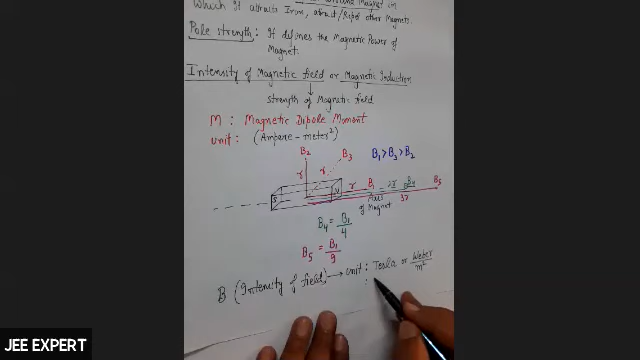 around Magnet in
which It attracts Iron, attract/Repel other Magnets.
Pole strength: It defines the Magnetic Power of
Magnet.
Intensity of Magnetic field or Magnetic Induction
strength of Magnetic field
M : Magnetic Dipole Moment
unit: (Ampere-meter²)
B₂ B₃ B₁ > B₃ > B₂
r r
S N r B₁ = 2r B₄ B₅
Axis 3r
of Magnet
B₄ = B₁/4
B₅ = B₁/9
B (Intensity of field) → unit : Tesla or Weber/m²
:
JEE EXPERT